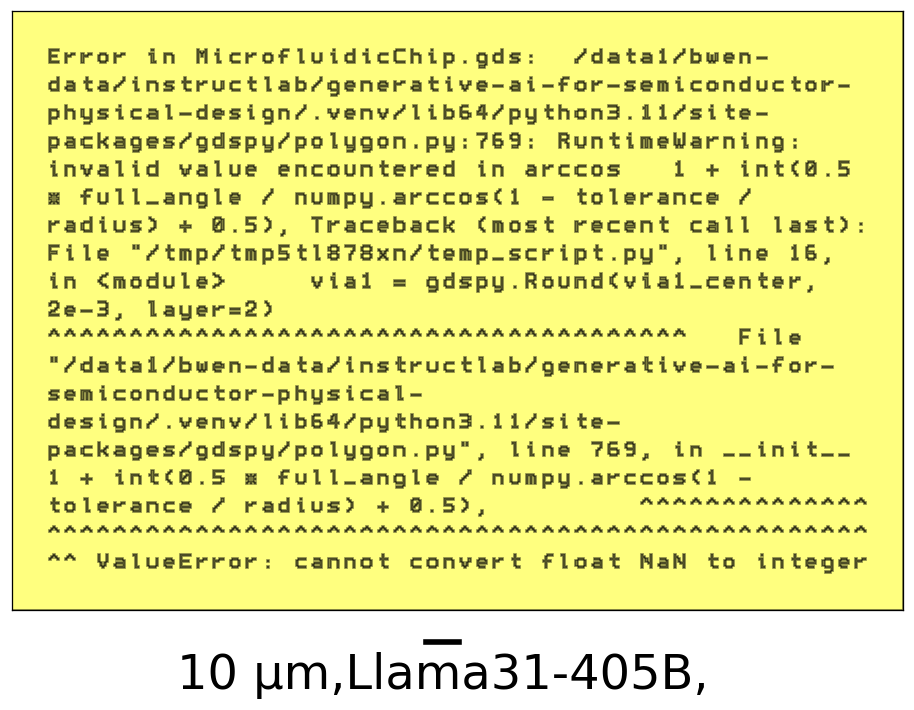 Error in MicrofluidicChip.gds:  /data1/bwen-
data/instructlab/generative-ai-for-semiconductor-
physical-design/.venv/lib64/python3.11/site-
packages/gdspy/polygon.py:769: RuntimeWarning:
invalid value encountered in arccos   1 + int(0.5
* full_angle / numpy.arccos(1 - tolerance /
radius) + 0.5), Traceback (most recent call last):
File "/tmp/tmp5tl878xn/temp_script.py", line 16,
in <module>     via1 = gdspy.Round(via1_center,
2e-3, layer=2)
^^^^^^^^^^^^^^^^^^^^^^^^^^^^^^^^^^^^^^^   File
"/data1/bwen-data/instructlab/generative-ai-for-
semiconductor-physical-
design/.venv/lib64/python3.11/site-
packages/gdspy/polygon.py", line 769, in __init__
1 + int(0.5 * full_angle / numpy.arccos(1 -
tolerance / radius) + 0.5),         ^^^^^^^^^^^^^^
^^^^^^^^^^^^^^^^^^^^^^^^^^^^^^^^^^^^^^^^^^^^^^^^^^
^^ ValueError: cannot convert float NaN to integer
10 μm,Llama31-405B,